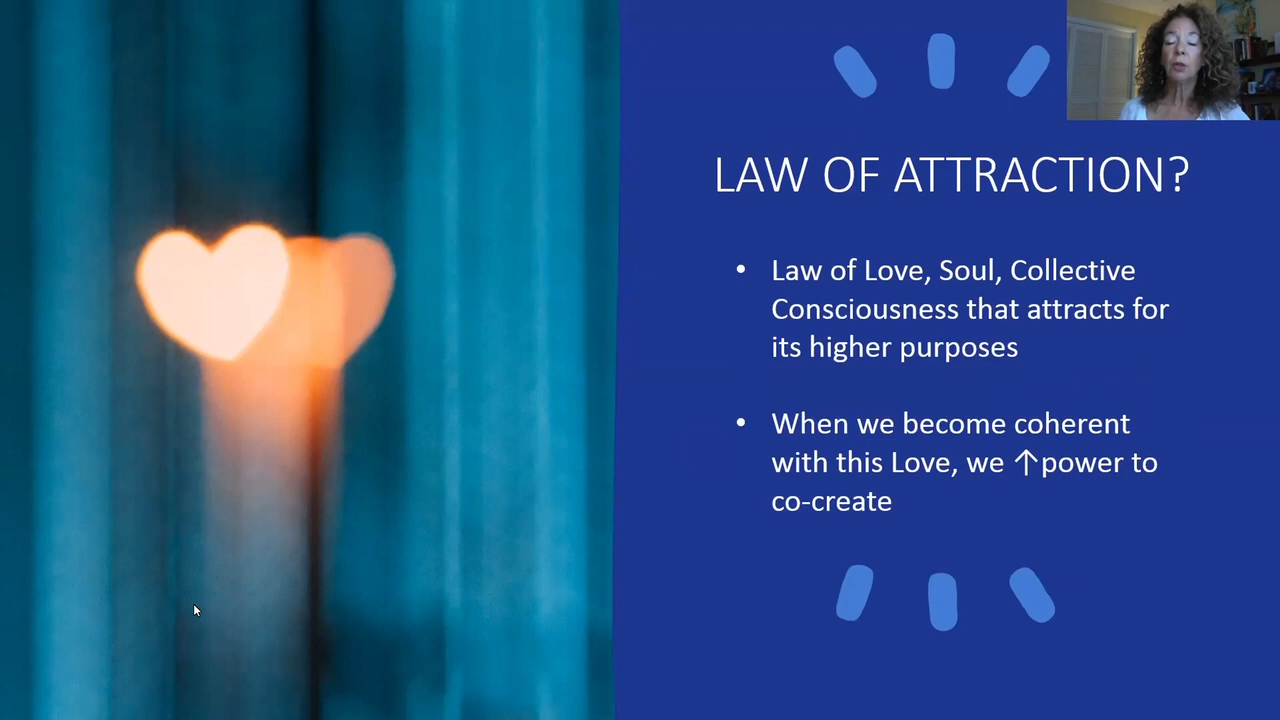 LAW OF ATTRACTION?
• Law of Love, Soul, Collective
Consciousness that attracts for
its higher purposes
• When we become coherent
with this Love, we ↑power to
co-create